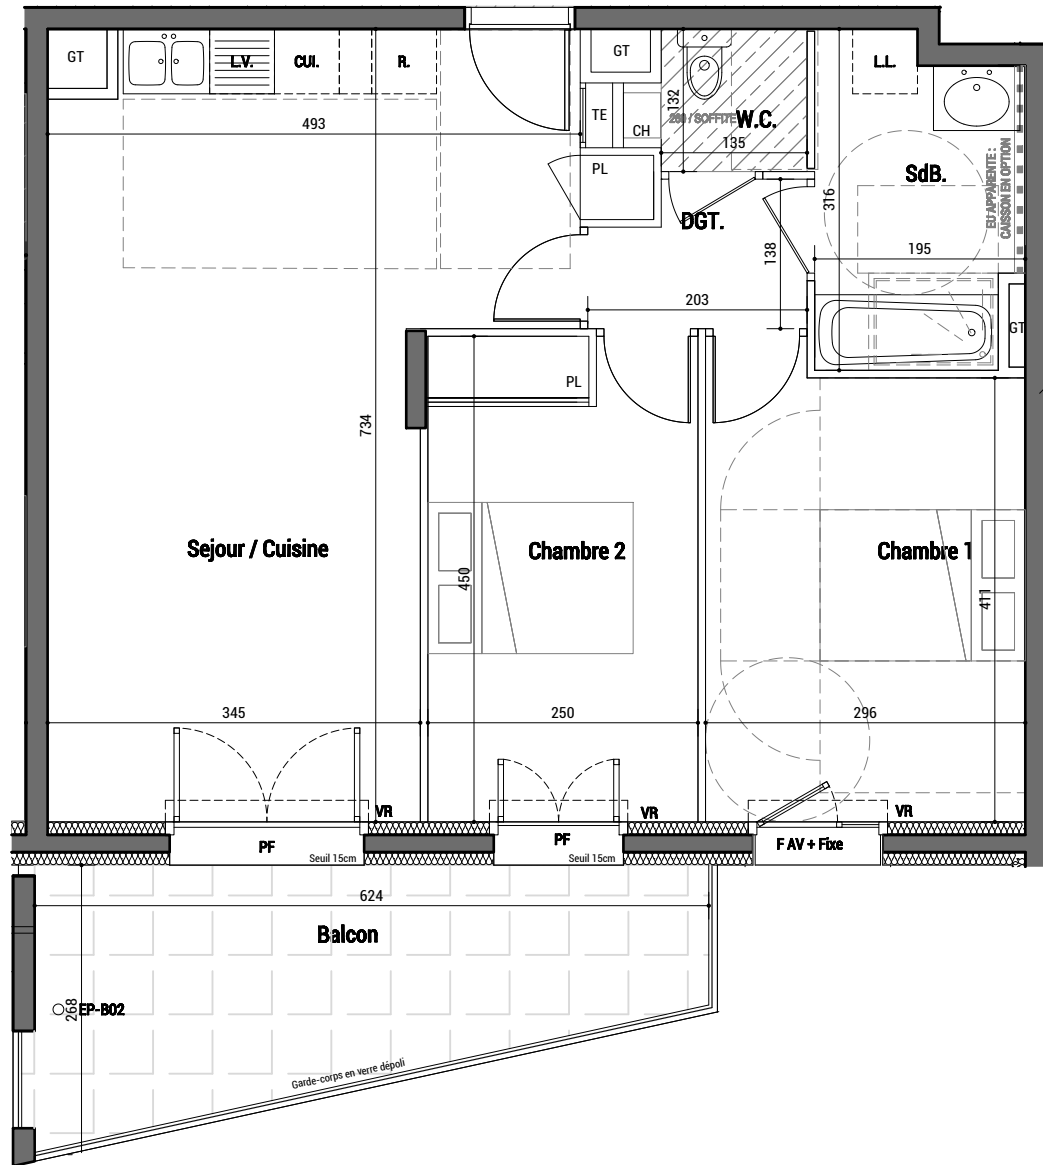 GT
L.V.
CUI.
R.
GT
L.L.
132
TE
CH
260 / SOFFITE
W.C.
135
493
PL
SdB.
EU APPARENTE :
CAISSON EN OPTION
316
DGT.
138
195
203
GT
PL
734
Sejour / Cuisine
Chambre 2
Chambre 1
450
411
345
250
296
VR
VR
VR
PF
PF
F AV + Fixe
Seuil 15cm
Seuil 15cm
624
Balcon
268
EP-B02
Garde-corps en verre dépoli